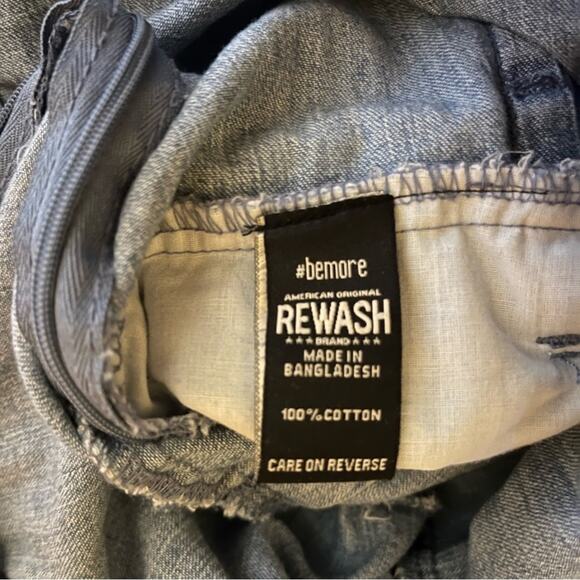 #bemore
AMERICAN ORIGINAL
REWASH
BRAND
MADE IN
BANGLADESH
100% COTTON
CARE ON REVERSE